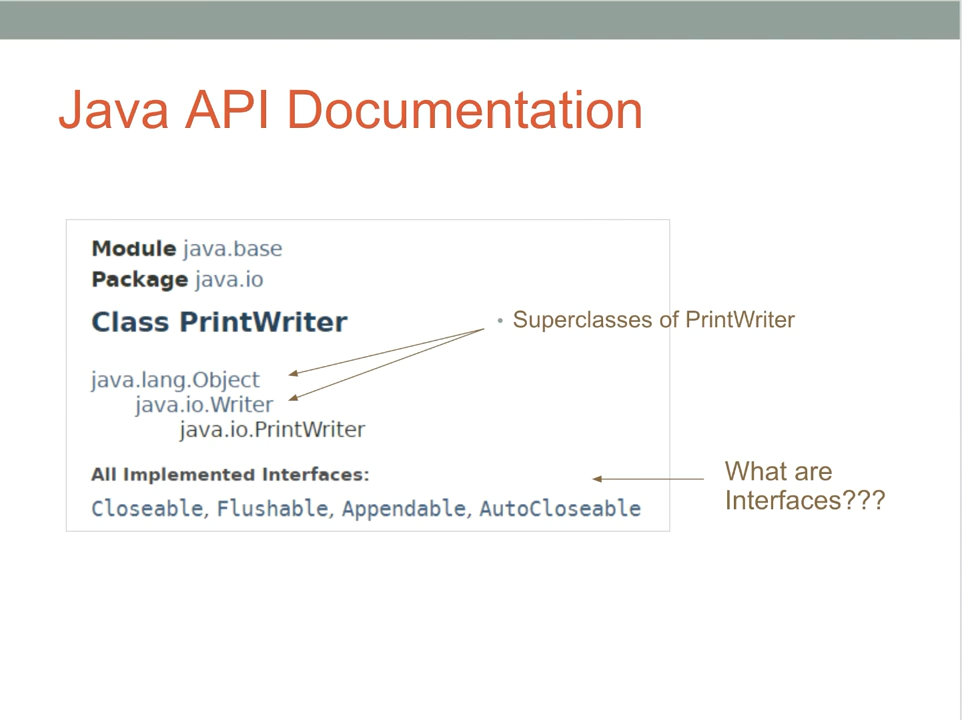 Java API Documentation
Module java.base
Package java.io
Class PrintWriter
• Superclasses of PrintWriter
java.lang.Object
java.io.Writer
java.io.PrintWriter
All Implemented Interfaces:
Closeable, Flushable, Appendable, AutoCloseable
What are
Interfaces???